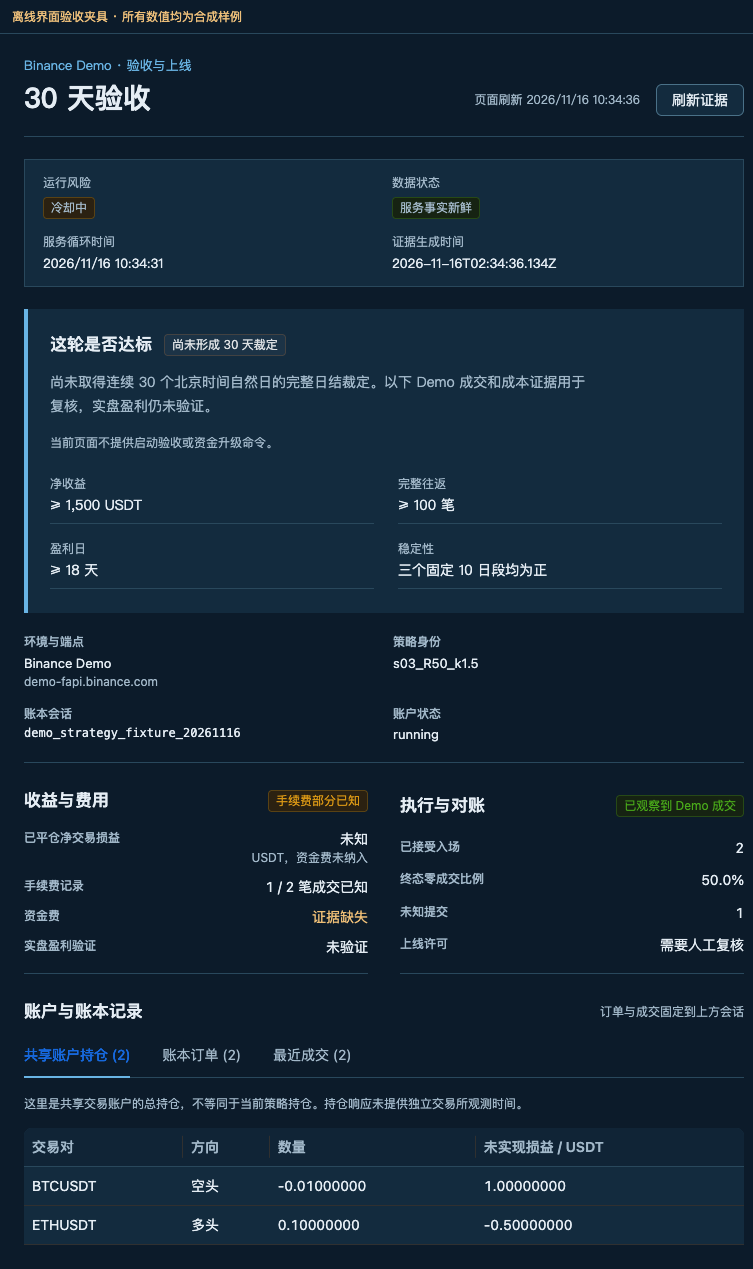 离线界面验收夹具 · 所有数值均为合成样例
Binance Demo · 验收与上线
30 天验收
页面刷新 2026/11/16 10:34:36
刷新证据
运行风险
数据状态
冷却中
服务事实新鲜
服务循环时间
证据生成时间
2026/11/16 10:34:31
2026–11–16T02:34:36.134Z
这轮是否达标
尚未形成 30 天裁定
尚未取得连续 30 个北京时间自然日的完整日结裁定。以下 Demo 成交和成本证据用于
复核，实盘盈利仍未验证。
当前页面不提供启动验收或资金升级命令。
净收益
完整往返
≥ 1,500 USDT
≥ 100 笔
盈利日
稳定性
≥ 18 天
三个固定 10 日段均为正
环境与端点
策略身份
Binance Demo
s03_R50_k1.5
demo-fapi.binance.com
账本会话
账户状态
demo_strategy_fixture_20261116
running
收益与费用
手续费部分已知
已平仓净交易损益
未知
USDT，资金费未纳入
手续费记录
1 / 2 笔成交已知
资金费
证据缺失
实盘盈利验证
未验证
执行与对账
已观察到 Demo 成交
已接受入场
2
终态零成交比例
50.0%
未知提交
1
上线许可
需要人工复核
账户与账本记录
订单与成交固定到上方会话
共享账户持仓 (2)
账本订单 (2)
最近成交 (2)
这里是共享交易账户的总持仓，不等同于当前策略持仓。持仓响应未提供独立交易所观测时间。
交易对 方向 数量 未实现损益 / USDT
BTCUSDT 空头 -0.01000000 1.00000000
ETHUSDT 多头 0.10000000 -0.50000000